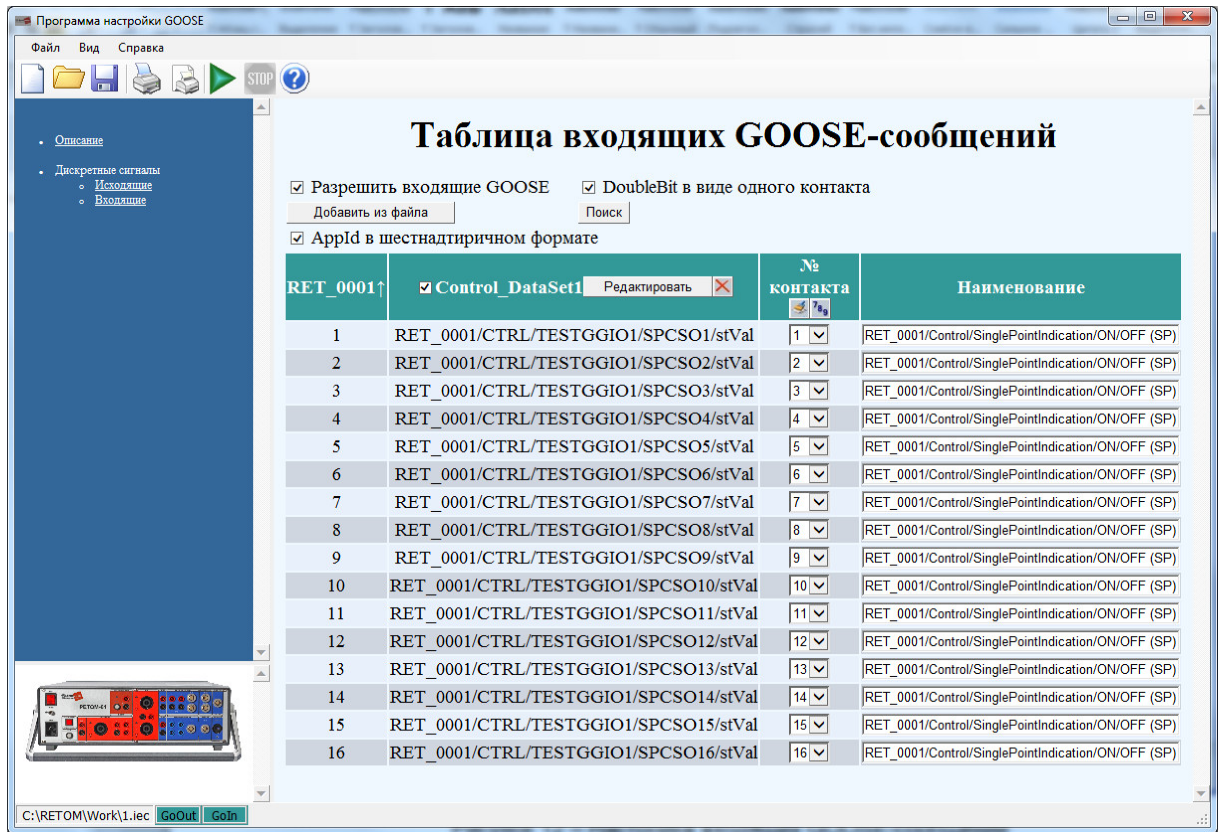 Программа настройки GOOSE
Файл Вид Справка
STOP
Описание
Дискретные сигналы
Исходящие
Входящие
Таблица входящих GOOSE-сообщений
Разрешить входящие GOOSE DoubleBit в виде одного контакта
Добавить из файла Поиск
AppId в шестнадтиричном формате
RET_0001↑ Control_DataSet1 Редактировать № контакта Наименование
1 RET_0001/CTRL/TESTGGIO1/SPCSO1/stVal 1 RET_0001/Control/SinglePointIndication/ON/OFF (SP)
2 RET_0001/CTRL/TESTGGIO1/SPCSO2/stVal 2 RET_0001/Control/SinglePointIndication/ON/OFF (SP)
3 RET_0001/CTRL/TESTGGIO1/SPCSO3/stVal 3 RET_0001/Control/SinglePointIndication/ON/OFF (SP)
4 RET_0001/CTRL/TESTGGIO1/SPCSO4/stVal 4 RET_0001/Control/SinglePointIndication/ON/OFF (SP)
5 RET_0001/CTRL/TESTGGIO1/SPCSO5/stVal 5 RET_0001/Control/SinglePointIndication/ON/OFF (SP)
6 RET_0001/CTRL/TESTGGIO1/SPCSO6/stVal 6 RET_0001/Control/SinglePointIndication/ON/OFF (SP)
7 RET_0001/CTRL/TESTGGIO1/SPCSO7/stVal 7 RET_0001/Control/SinglePointIndication/ON/OFF (SP)
8 RET_0001/CTRL/TESTGGIO1/SPCSO8/stVal 8 RET_0001/Control/SinglePointIndication/ON/OFF (SP)
9 RET_0001/CTRL/TESTGGIO1/SPCSO9/stVal 9 RET_0001/Control/SinglePointIndication/ON/OFF (SP)
10 RET_0001/CTRL/TESTGGIO1/SPCSO10/stVal 10 RET_0001/Control/SinglePointIndication/ON/OFF (SP)
11 RET_0001/CTRL/TESTGGIO1/SPCSO11/stVal 11 RET_0001/Control/SinglePointIndication/ON/OFF (SP)
12 RET_0001/CTRL/TESTGGIO1/SPCSO12/stVal 12 RET_0001/Control/SinglePointIndication/ON/OFF (SP)
13 RET_0001/CTRL/TESTGGIO1/SPCSO13/stVal 13 RET_0001/Control/SinglePointIndication/ON/OFF (SP)
14 RET_0001/CTRL/TESTGGIO1/SPCSO14/stVal 14 RET_0001/Control/SinglePointIndication/ON/OFF (SP)
15 RET_0001/CTRL/TESTGGIO1/SPCSO15/stVal 15 RET_0001/Control/SinglePointIndication/ON/OFF (SP)
16 RET_0001/CTRL/TESTGGIO1/SPCSO16/stVal 16 RET_0001/Control/SinglePointIndication/ON/OFF (SP)
РЕТОМ-61
C:\RETOM\Work\1.iec GoOut GoIn